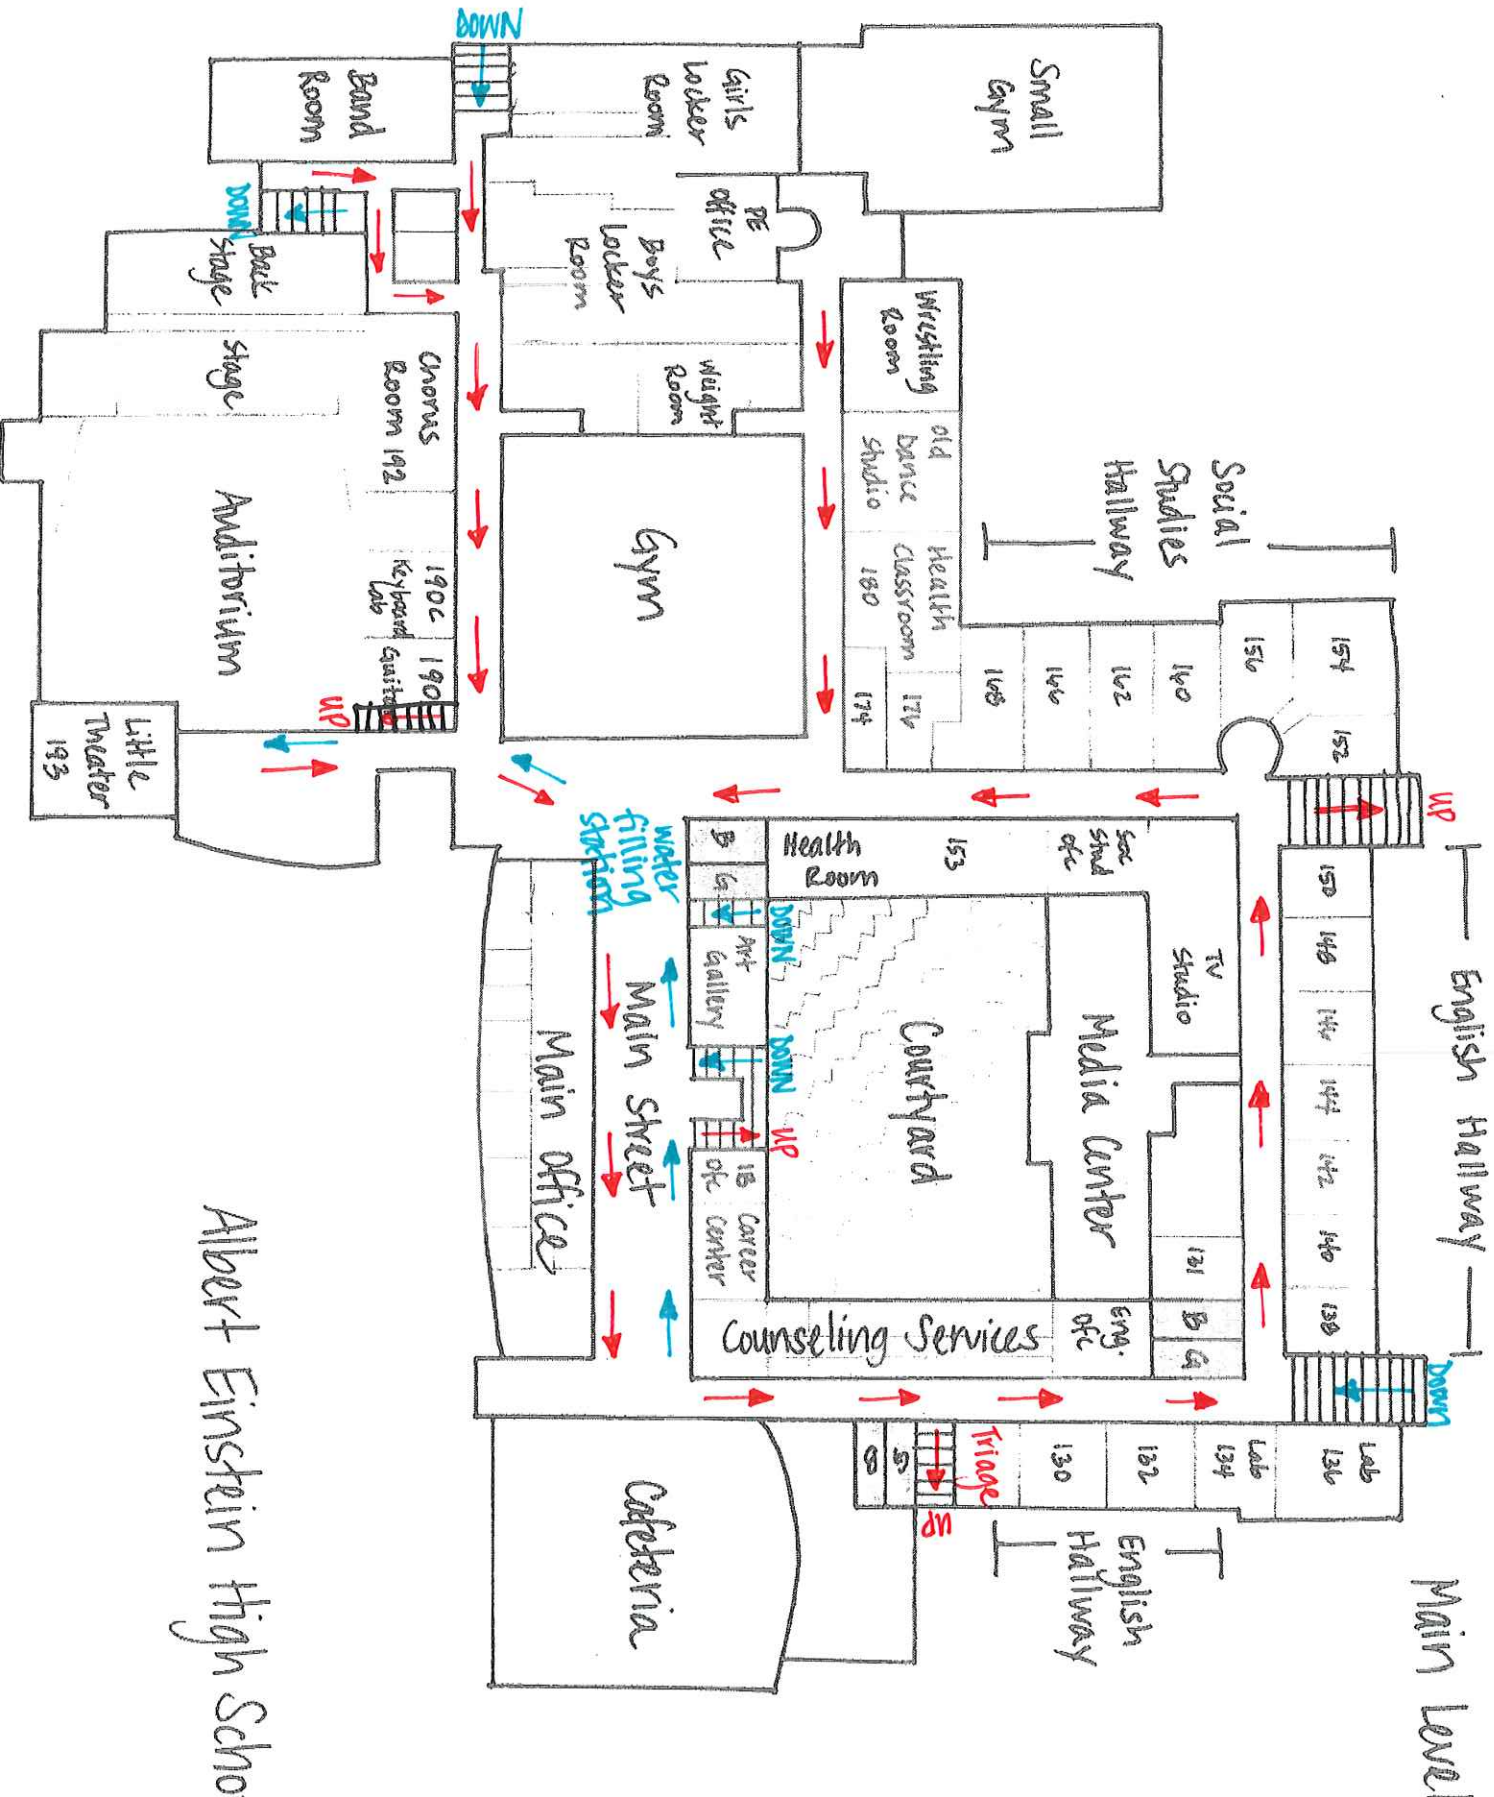 Main Level
English Hallway
UP
DOWN
150
148
146
144
142
140
138
Lab
136
Lab
134
132
130
Triage
UP
G
B
English
Hallway
Social
Studies
Hallway
154
152
156
160
162
166
168
176
174
Small
Gym
Wrestling
Room
Old
Dance
Studio
Health
Classroom
180
TV
Studio
Soc
Stud
Ofc
153
Health
Room
B
G
Media Center
131
B
G
Eng.
Ofc
Courtyard
Counseling Services
DOWN
Art
Gallery
DOWN
UP
IB
Ofc
Career
Center
PE
Office
Girls
Locker
Room
Boys
Locker
Room
Weight
Room
Gym
water
filling
station
Main Street
Main Office
Cafeteria
DOWN
Band
Room
DOWN
Back
Stage
Stage
Chorus
Room 192
190C
Keyboard
Lab
190
Guitar
UP
Auditorium
Little
Theater
193
Albert Einstein High Scho